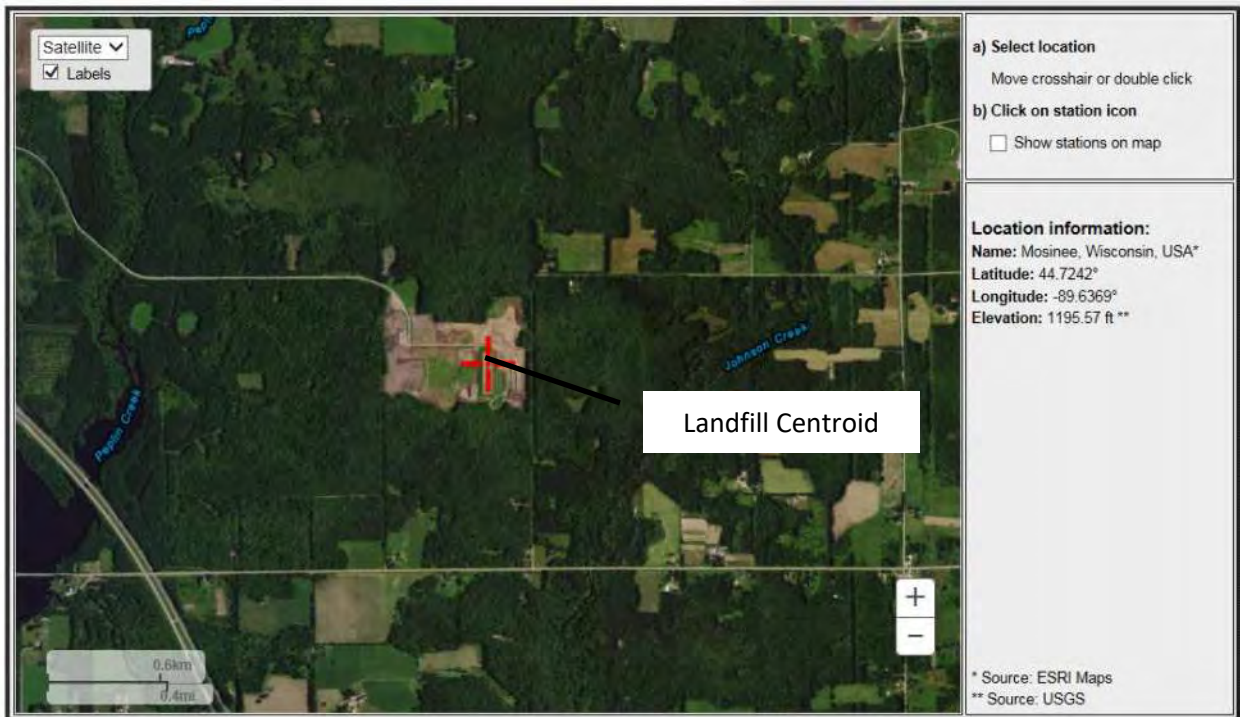 Satellite
Labels
Pepli
Johnson Creek
Peplin Creek
Landfill Centroid
+
−
0.6km
0.4mi
a) Select location
Move crosshair or double click
b) Click on station icon
Show stations on map
Location information:
Name: Mosinee, Wisconsin, USA*
Latitude: 44.7242°
Longitude: -89.6369°
Elevation: 1195.57 ft **
* Source: ESRI Maps
** Source: USGS